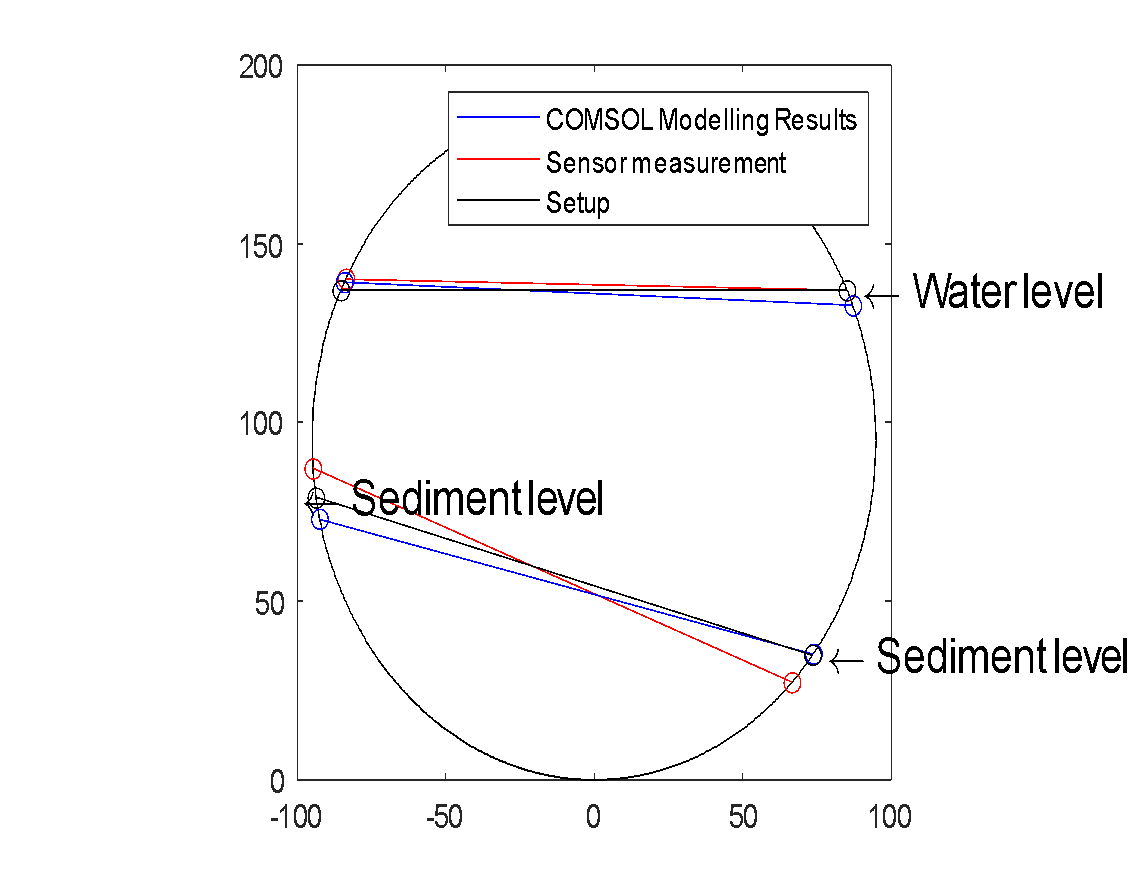 200
COMSOL Modelling Results
Sensor measurement
Setup
150
Water level
100
Sediment level
50
Sediment level
0
-100 -50 0 50 100